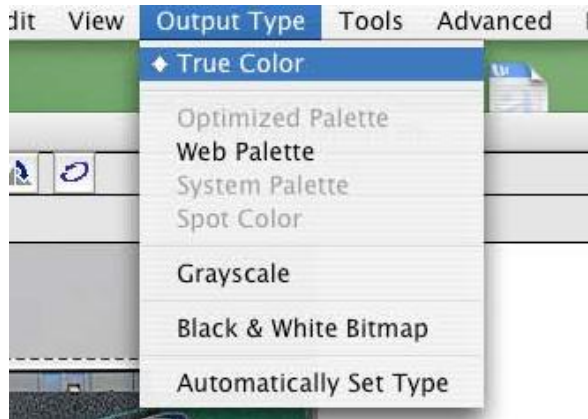 dit View Output Type Tools Advanced
◆ True Color
Optimized Palette
Web Palette
System Palette
Spot Color
Grayscale
Black & White Bitmap
Automatically Set Type